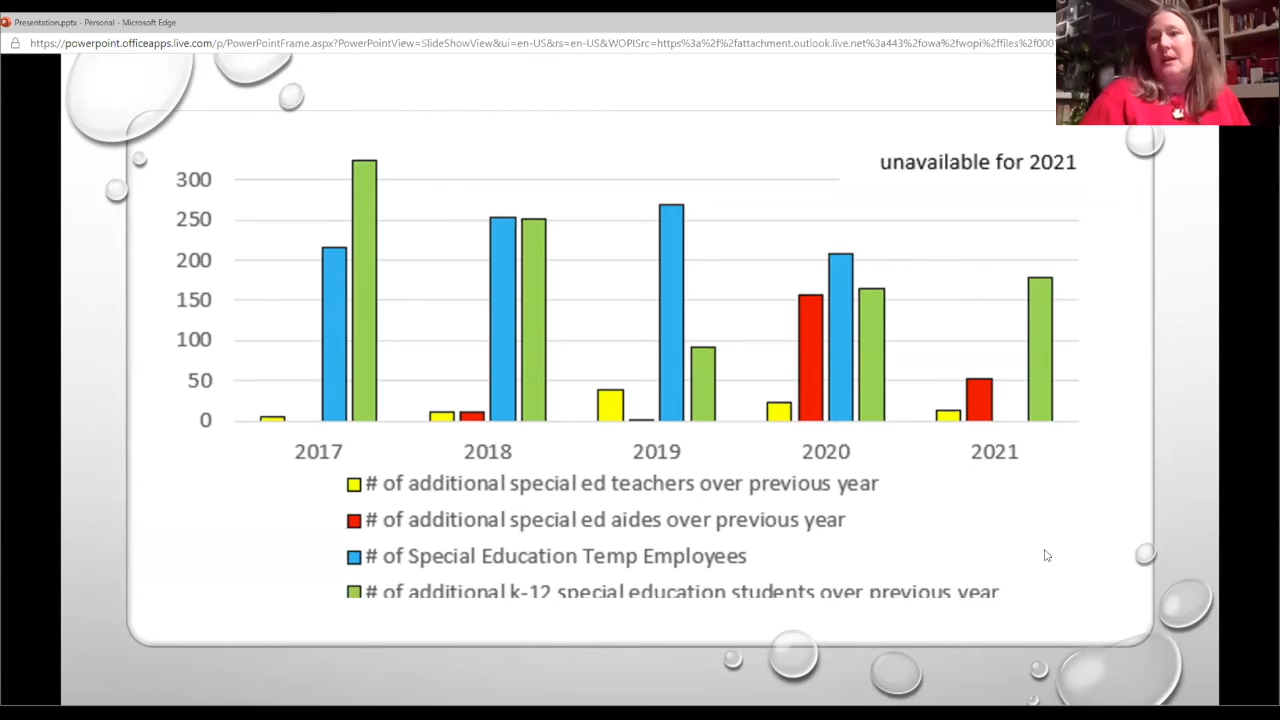 Presentation.pptx - Personal - Microsoft Edge
https://powerpoint.officeapps.live.com/p/PowerPointFrame.aspx?PowerPointView=SlideShowView&ui=en-US&rs=en-US&WOPISrc=https%3a%2f%2fattachment.outlook.live.net%3a443%2fowa%2fwopi%2ffiles%2f000
unavailable for 2021
300
250
200
150
100
50
0
2017 2018 2019 2020 2021
# of additional special ed teachers over previous year
# of additional special ed aides over previous year
# of Special Education Temp Employees
# of additional k-12 special education students over previous year